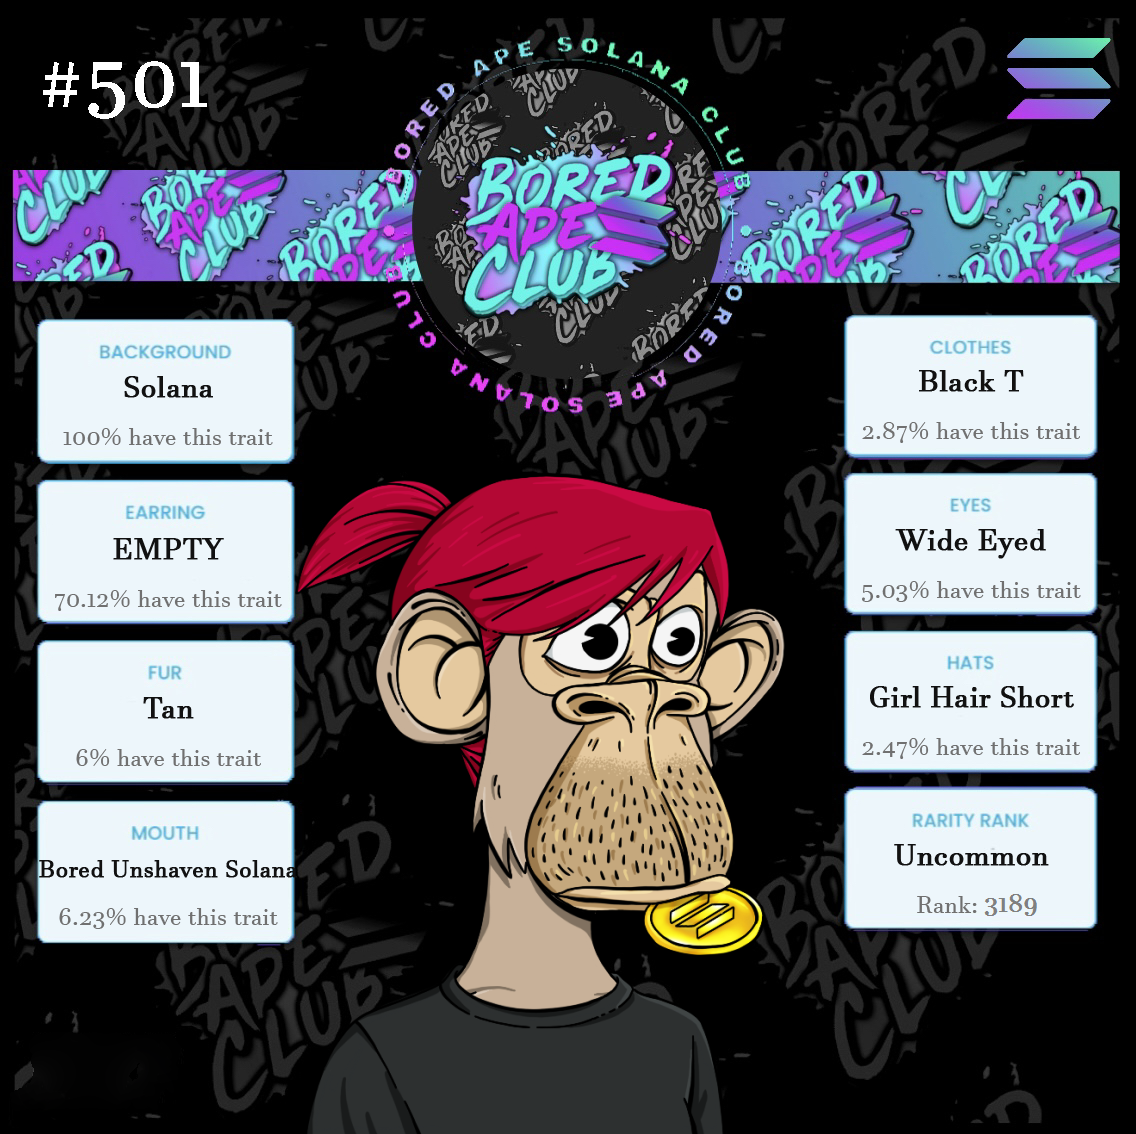 #501
BORED APE SOLANA CLUB
BORED
APE
CLUB
BORED APE SOLANA CLUB
BACKGROUND
Solana
100% have this trait
EARRING
EMPTY
70.12% have this trait
FUR
Tan
6% have this trait
MOUTH
Bored Unshaven Solana
6.23% have this trait
CLOTHES
Black T
2.87% have this trait
EYES
Wide Eyed
5.03% have this trait
HATS
Girl Hair Short
2.47% have this trait
RARITY RANK
Uncommon
Rank: 3189